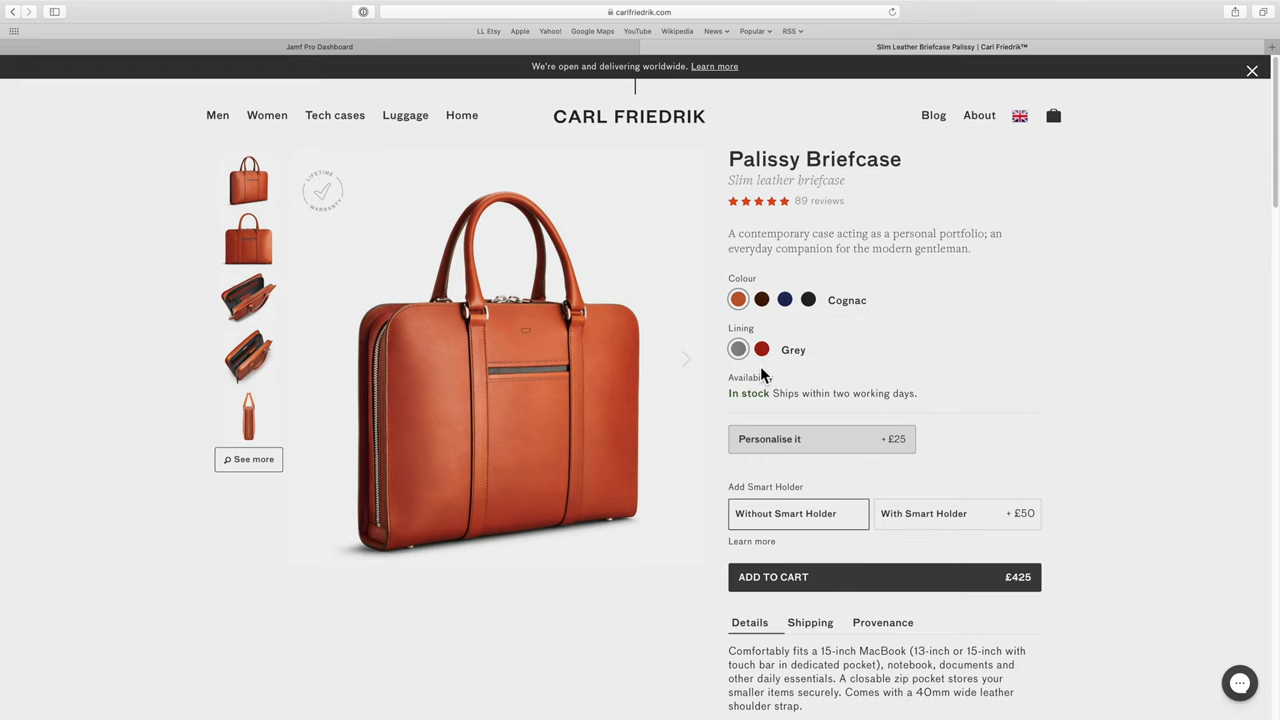 carlfriedrik.com
LL Etsy Apple Yahoo! Google Maps YouTube Wikipedia News Popular RSS
Jamf Pro Dashboard
Slim Leather Briefcase Palissy | Carl Friedrik™
We're open and delivering worldwide. Learn more
Men Women Tech cases Luggage Home
CARL FRIEDRIK
Blog About
LIFETIME
WARRANTY
See more
Palissy Briefcase
Slim leather briefcase
89 reviews
A contemporary case acting as a personal portfolio; an
everyday companion for the modern gentleman.
Colour
Cognac
Lining
Grey
In stock Ships within two working days.
Personalise it + £25
Add Smart Holder
Without Smart Holder
With Smart Holder + £50
Learn more
ADD TO CART £425
Details Shipping Provenance
Comfortably fits a 15-inch MacBook (13-inch or 15-inch with
touch bar in dedicated pocket), notebook, documents and
other daily essentials. A closable zip pocket stores your
smaller items securely. Comes with a 40mm wide leather
shoulder strap.